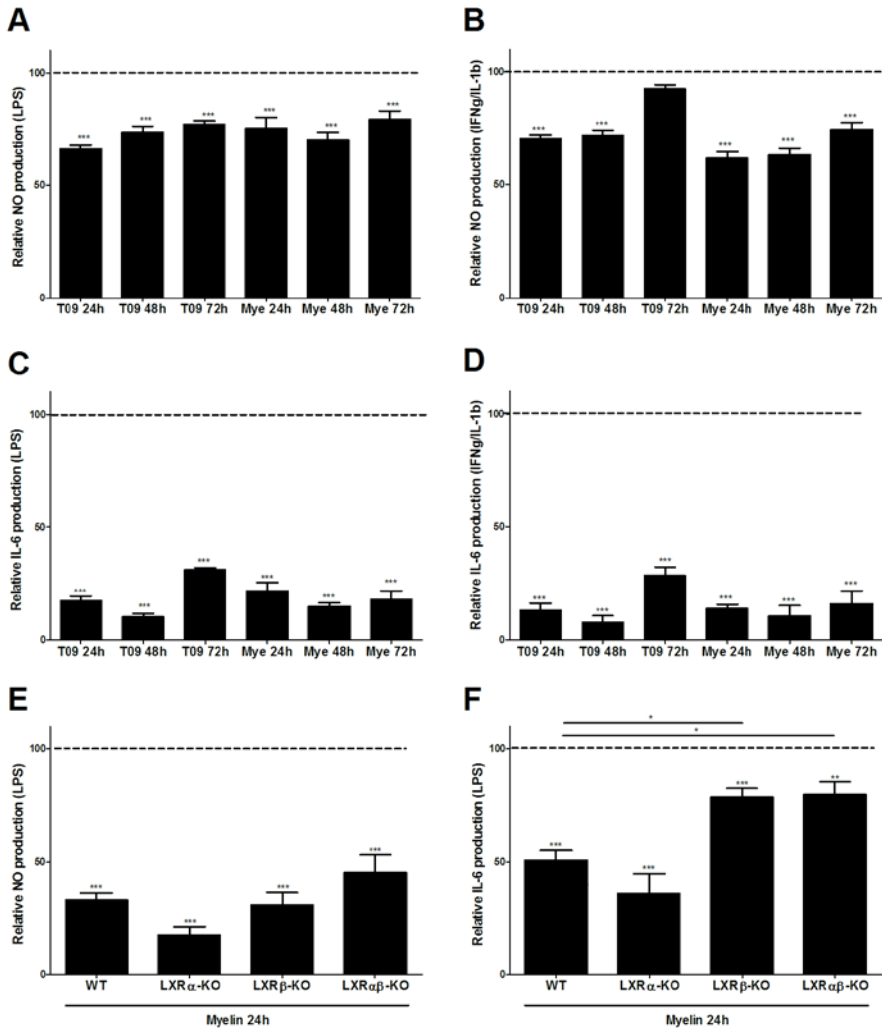 A
Relative NO production (LPS)
100
50
0
***
***
***
***
***
***
T09 24h T09 48h T09 72h Mye 24h Mye 48h Mye 72h
B
Relative NO production (IFNg/IL-1b)
100
50
0
***
***
***
***
***
T09 24h T09 48h T09 72h Mye 24h Mye 48h Mye 72h
C
Relative IL-6 production (LPS)
100
50
0
***
***
***
***
***
***
T09 24h T09 48h T09 72h Mye 24h Mye 48h Mye 72h
D
Relative IL-6 production (IFNg/IL-1b)
100
50
0
***
***
***
***
***
***
T09 24h T09 48h T09 72h Mye 24h Mye 48h Mye 72h
E
Relative NO production (LPS)
100
50
0
***
***
***
***
WT LXRα-KO LXRβ-KO LXRαβ-KO
Myelin 24h
F
Relative IL-6 production (LPS)
100
50
0
*
*
***
***
***
**
WT LXRα-KO LXRβ-KO LXRαβ-KO
Myelin 24h